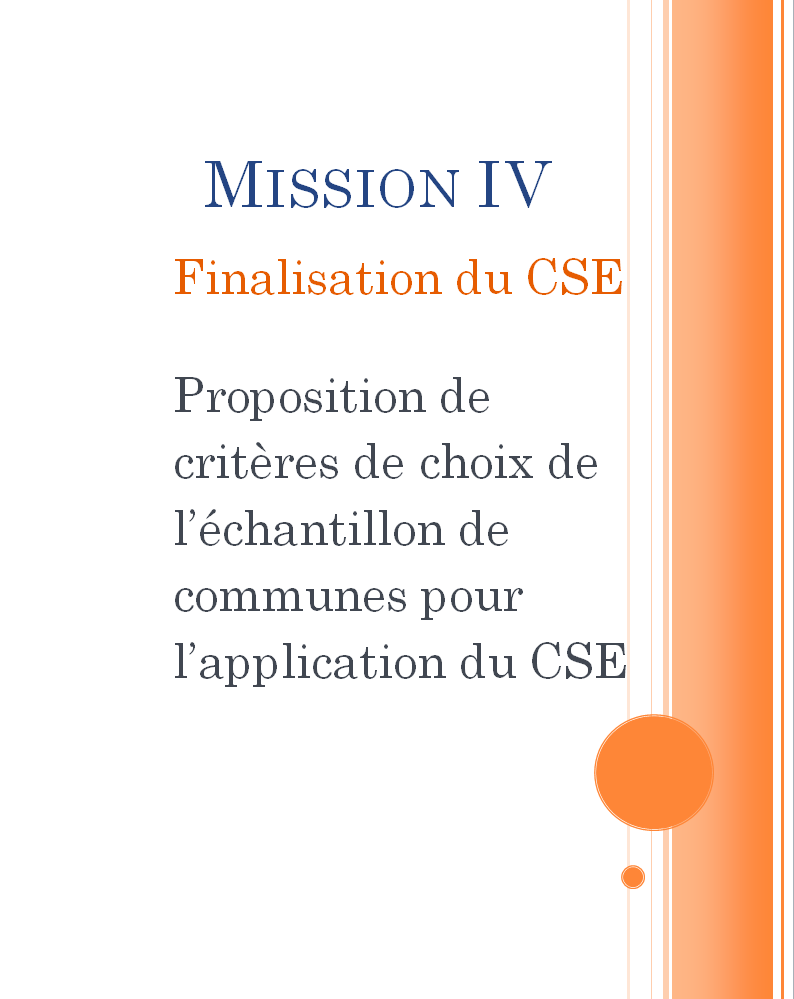 Mission IV
Finalisation du CSE
Proposition de
critères de choix de
l’échantillon de
communes pour
l’application du CSE